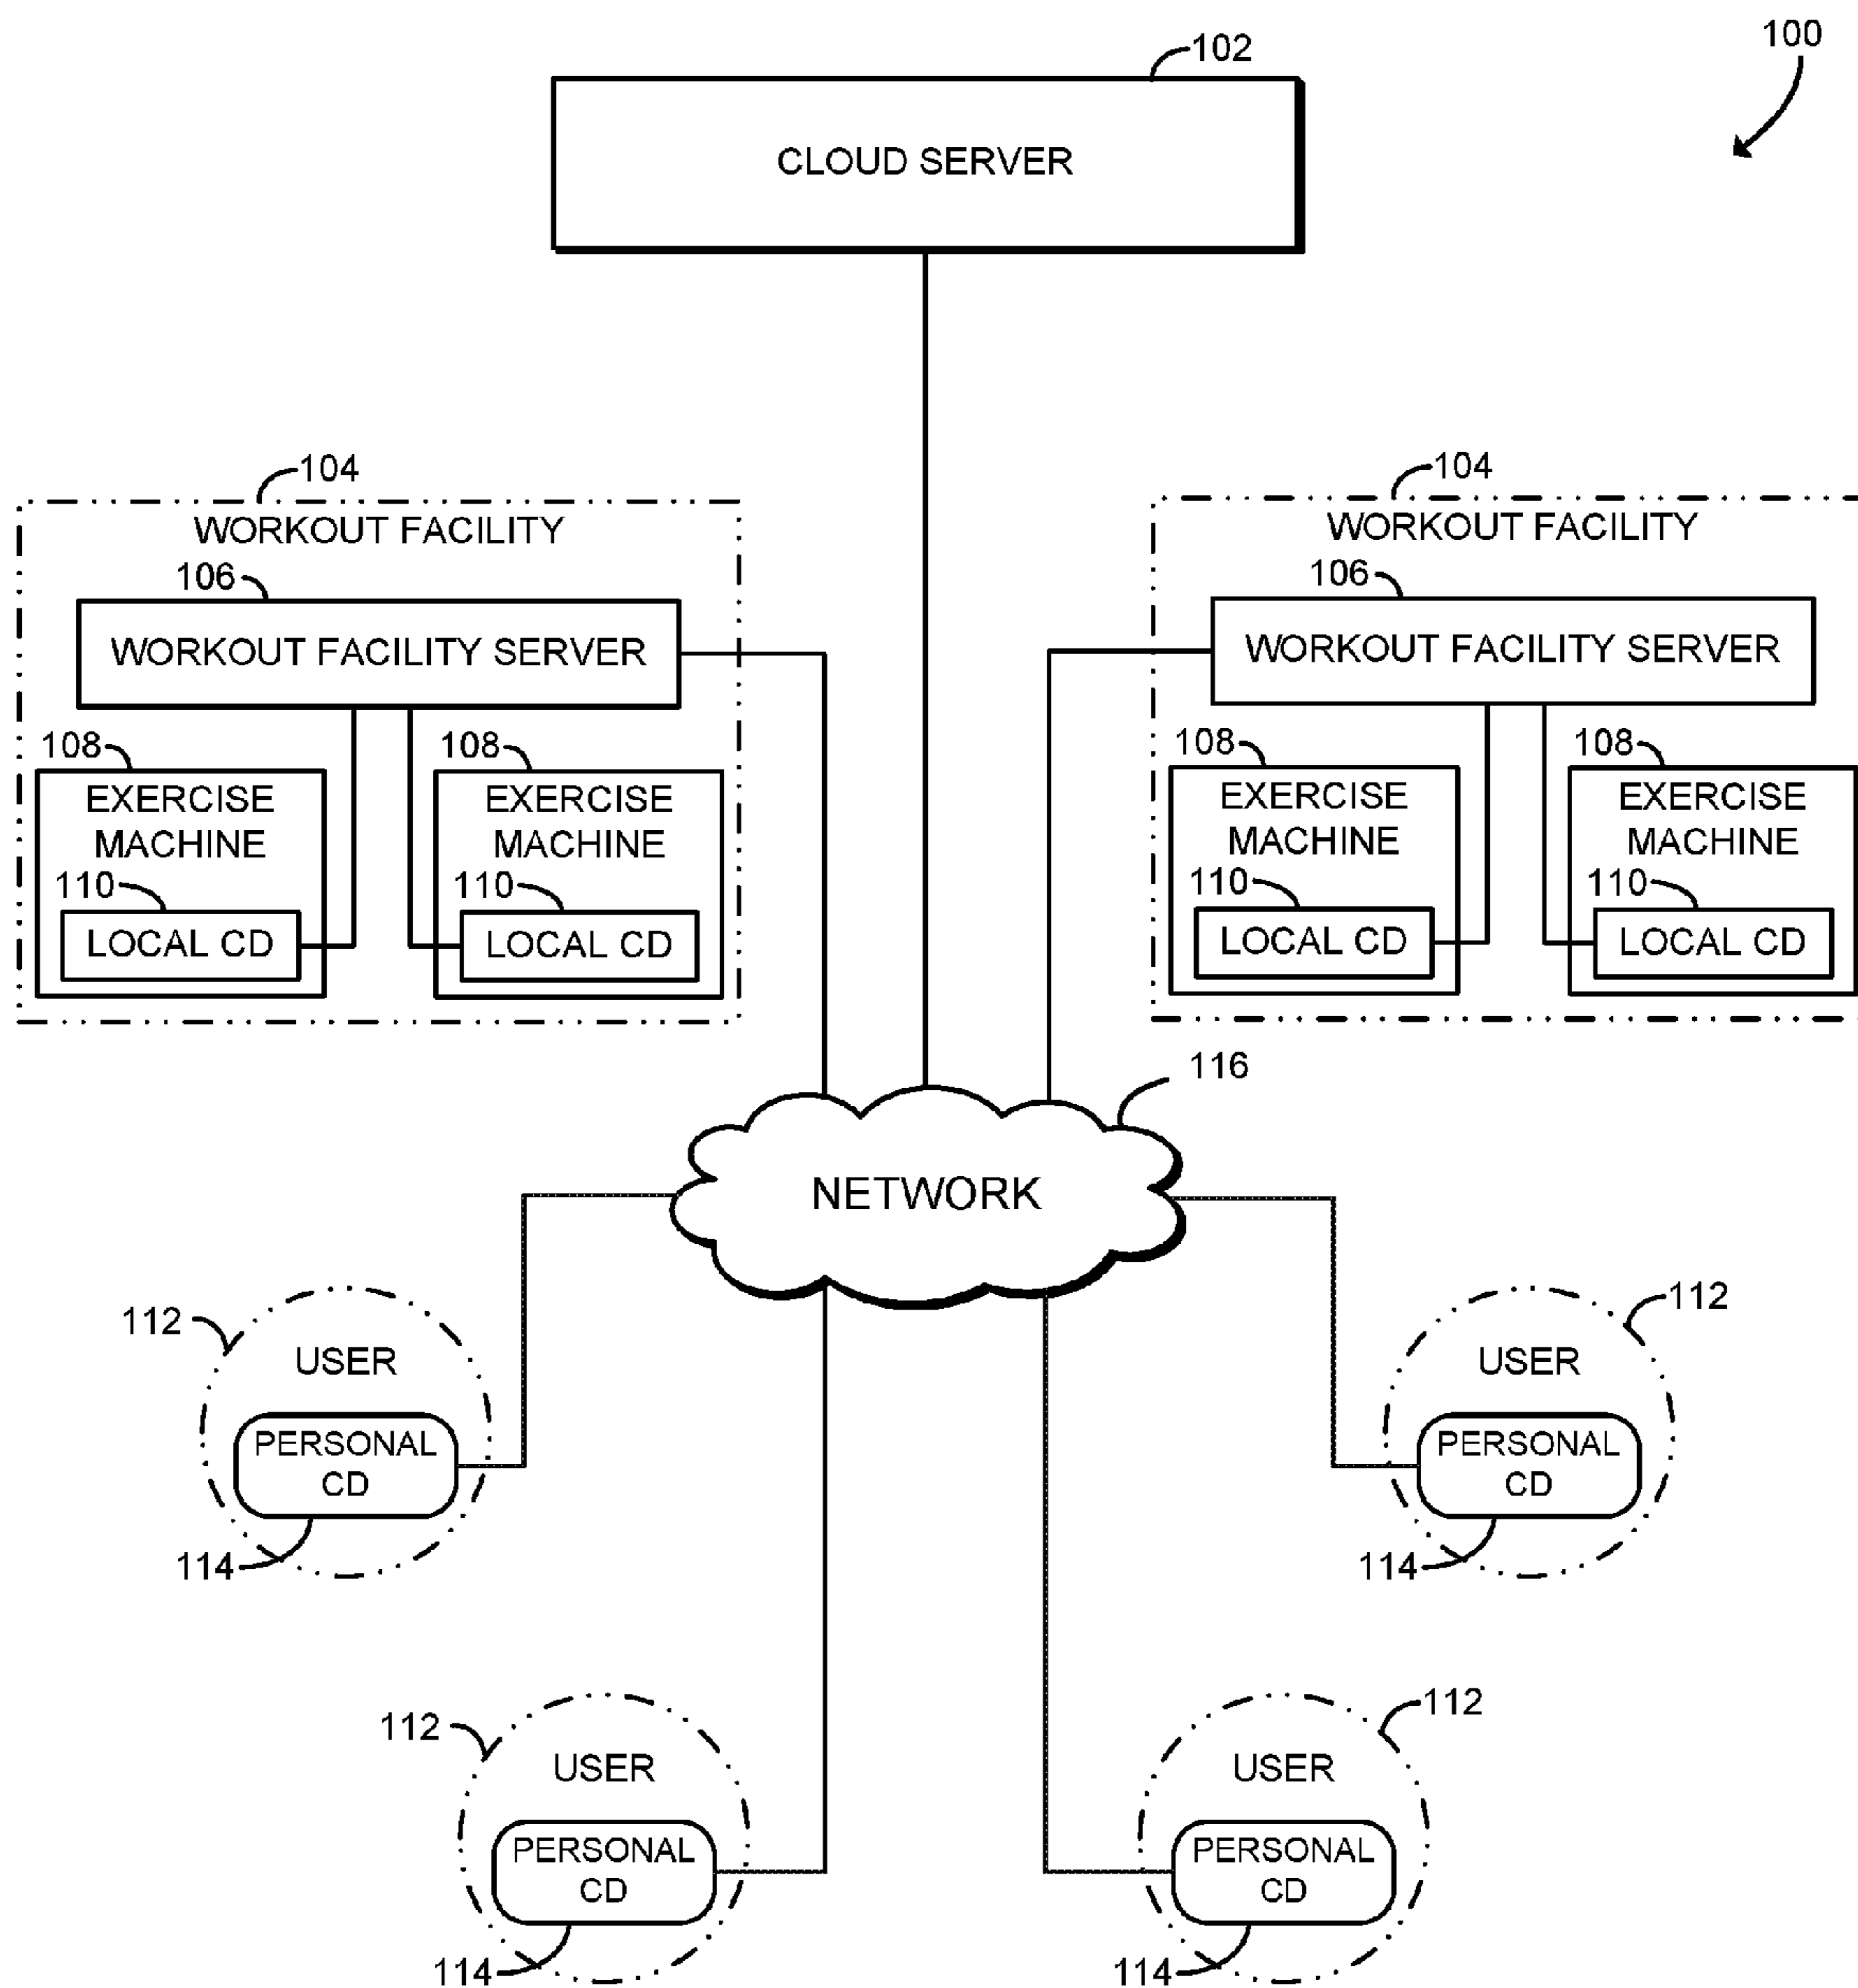 100
102
CLOUD SERVER
104
WORKOUT FACILITY
106
WORKOUT FACILITY SERVER
108
EXERCISE
MACHINE
110
LOCAL CD
108
EXERCISE
MACHINE
110
LOCAL CD
104
WORKOUT FACILITY
106
WORKOUT FACILITY SERVER
108
EXERCISE
MACHINE
110
LOCAL CD
108
EXERCISE
MACHINE
110
LOCAL CD
116
NETWORK
112
USER
PERSONAL
CD
114
112
USER
PERSONAL
CD
114
112
USER
PERSONAL
CD
114
112
USER
PERSONAL
CD
114